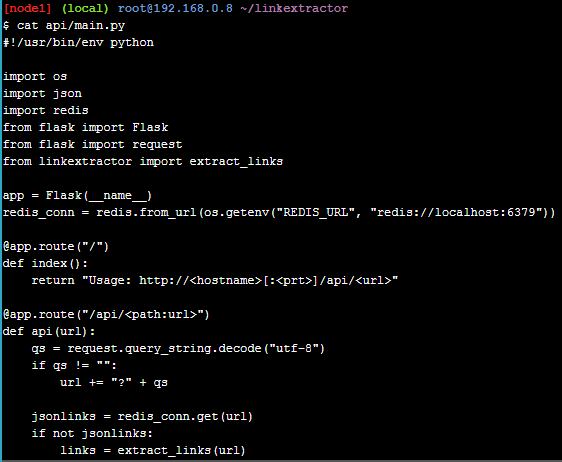 [node1] (local) root@192.168.0.8 ~/linkextractor
$ cat api/main.py
#!/usr/bin/env python

import os
import json
import redis
from flask import Flask
from flask import request
from linkextractor import extract_links

app = Flask(__name__)
redis_conn = redis.from_url(os.getenv("REDIS_URL", "redis://localhost:6379"))

@app.route("/")
def index():
    return "Usage: http://<hostname>[:<prt>]/api/<url>"

@app.route("/api/<path:url>")
def api(url):
    qs = request.query_string.decode("utf-8")
    if qs != "":
        url += "?" + qs

    jsonlinks = redis_conn.get(url)
    if not jsonlinks:
        links = extract_links(url)